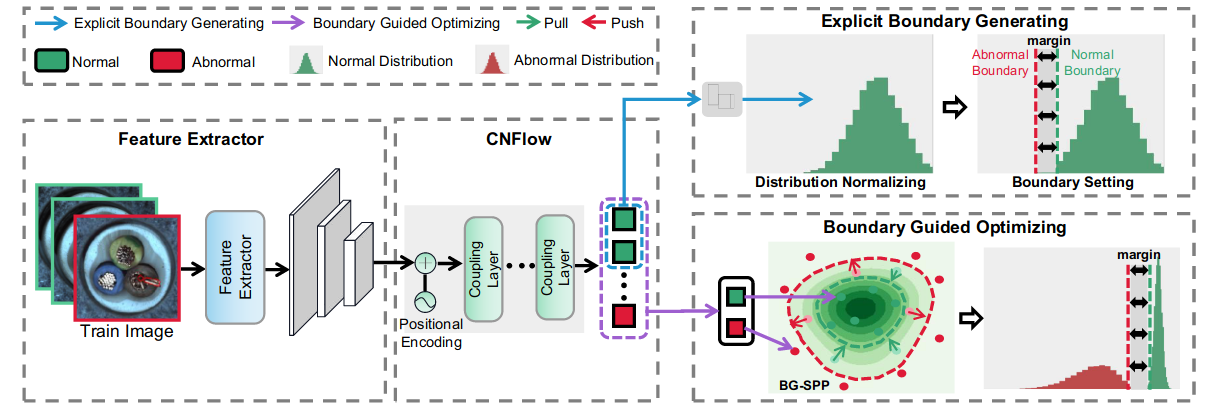 Explicit Boundary Generating
Boundary Guided Optimizing
Pull
Push
Normal
Abnormal
Normal Distribution
Abnormal Distribution
Feature Extractor
Train Image
Feature
Extractor
CNFlow
Positional
Encoding
Coupling
Layer
Coupling
Layer
Explicit Boundary Generating
Distribution Normalizing
margin
Abnormal
Boundary
Normal
Boundary
Boundary Setting
Boundary Guided Optimizing
BG-SPP
margin